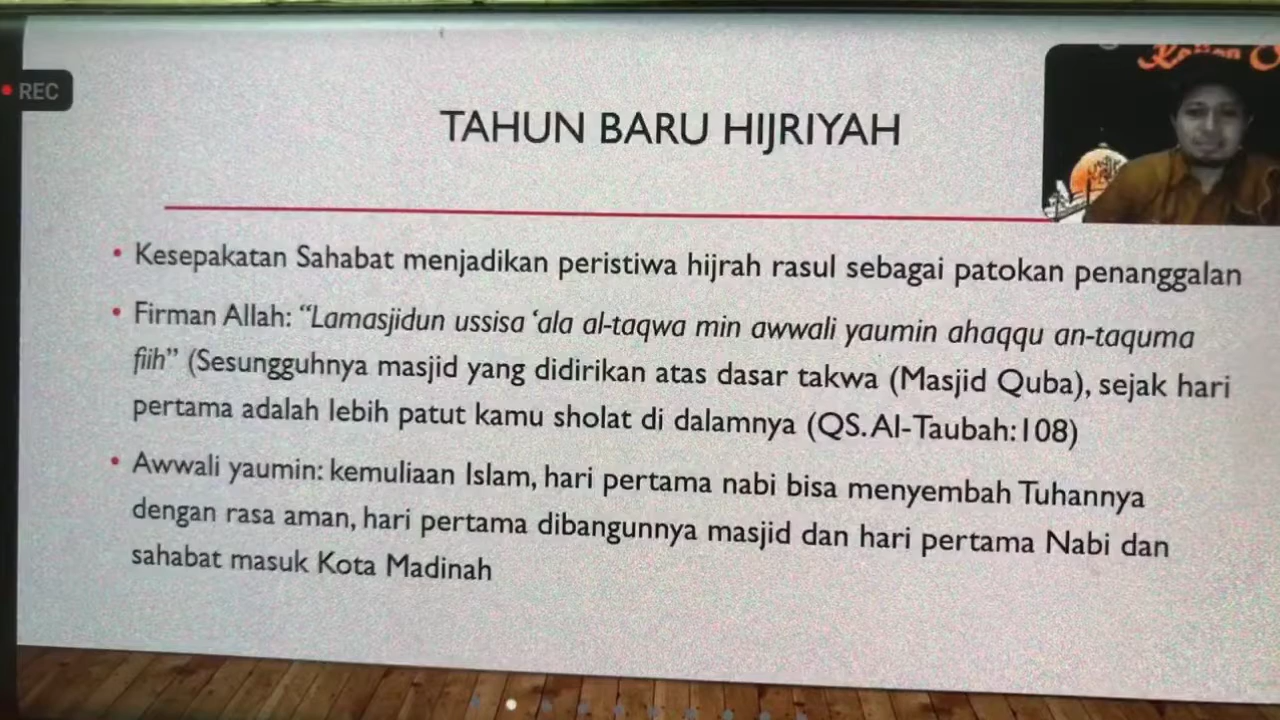 REC
TAHUN BARU HIJRIYAH
• Kesepakatan Sahabat menjadikan peristiwa hijrah rasul sebagai patokan penanggalan
• Firman Allah: “Lamasjidun ussisa ‘ala al-taqwa min awwali yaumin ahaqqu an-taquma
fiih” (Sesungguhnya masjid yang didirikan atas dasar takwa (Masjid Quba), sejak hari
pertama adalah lebih patut kamu sholat di dalamnya (QS.Al-Taubah:108)
• Awwali yaumin: kemuliaan Islam, hari pertama nabi bisa menyembah Tuhannya
dengan rasa aman, hari pertama dibangunnya masjid dan hari pertama Nabi dan
sahabat masuk Kota Madinah